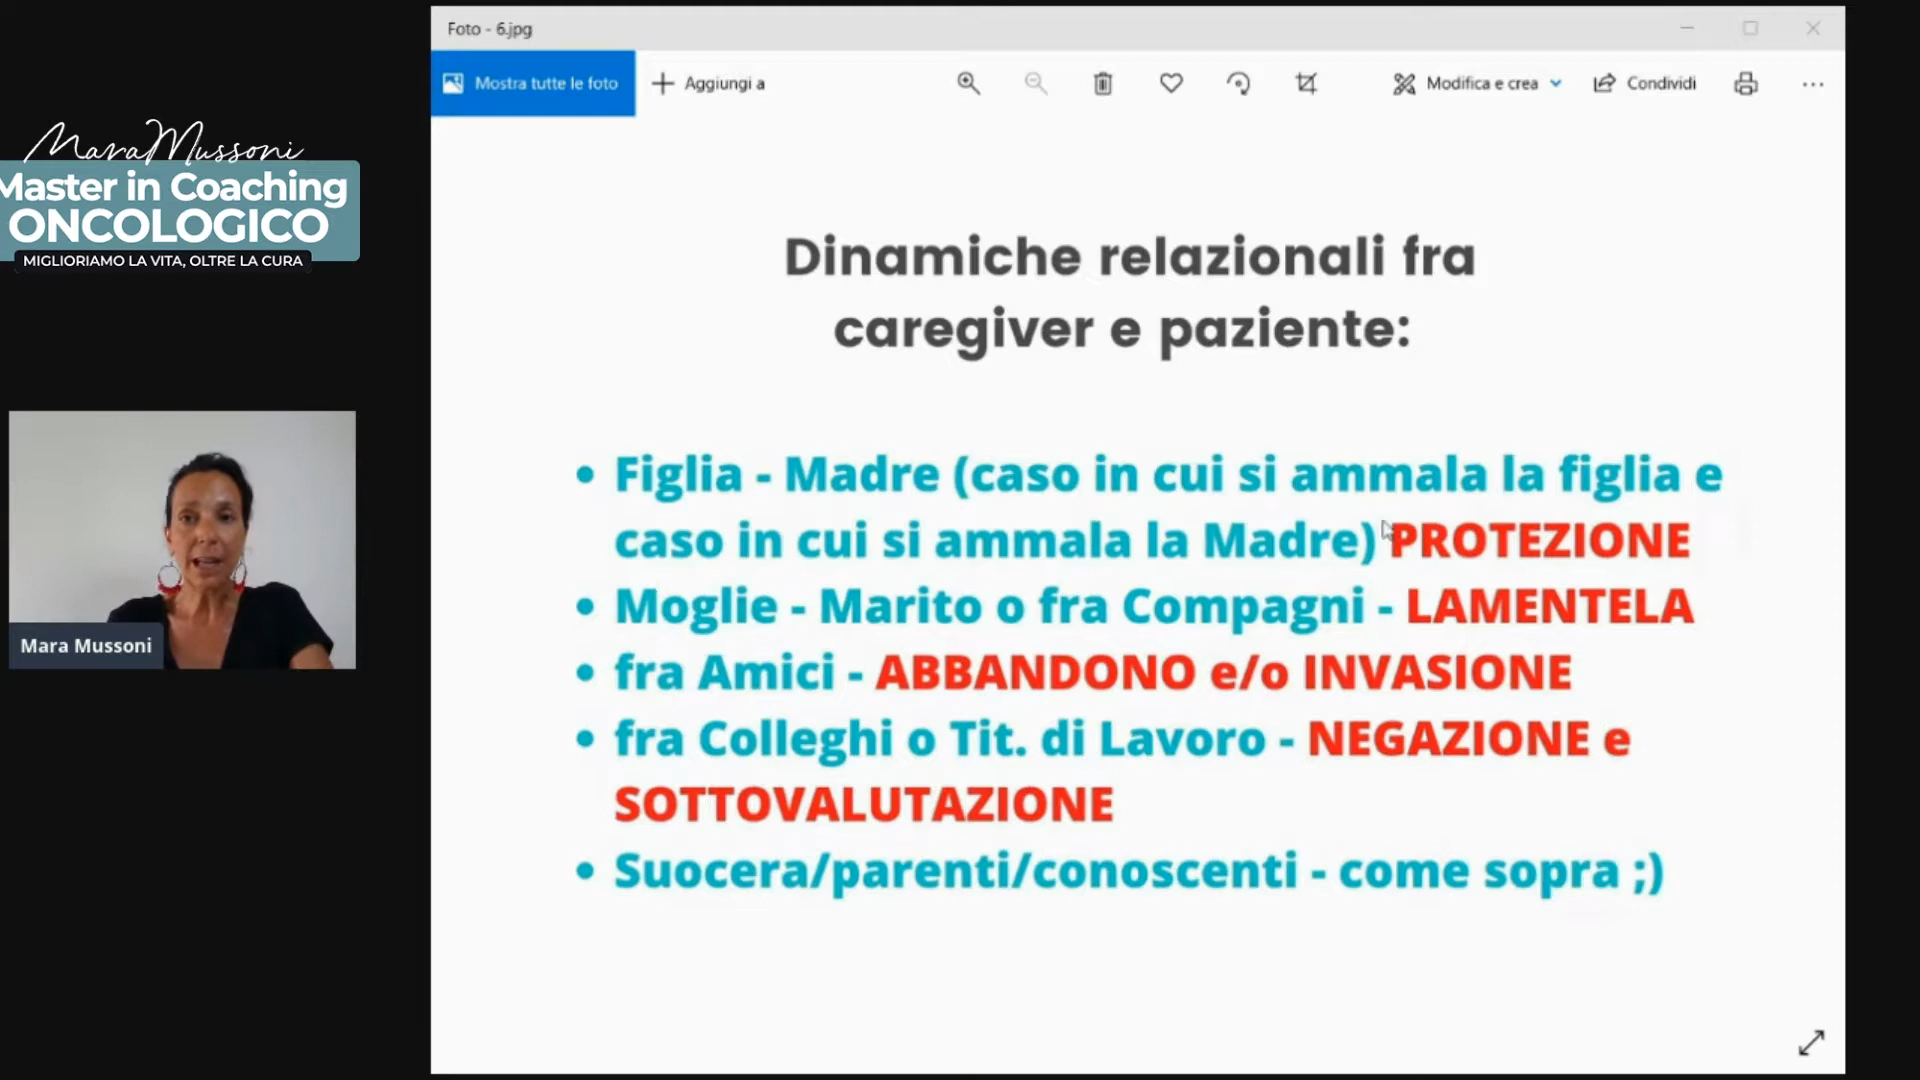 Foto - 6.jpg
Mostra tutte le foto
Aggiungi a
Modifica e crea
Condividi
Mara Mussoni
Master in Coaching
ONCOLOGICO
MIGLIORIAMO LA VITA, OLTRE LA CURA
Mara Mussoni
Dinamiche relazionali fra
caregiver e paziente:
• Figlia - Madre (caso in cui si ammala la figlia e
caso in cui si ammala la Madre) PROTEZIONE
• Moglie - Marito o fra Compagni - LAMENTELA
• fra Amici - ABBANDONO e/o INVASIONE
• fra Colleghi o Tit. di Lavoro - NEGAZIONE e
SOTTOVALUTAZIONE
• Suocera/parenti/conoscenti - come sopra ;)